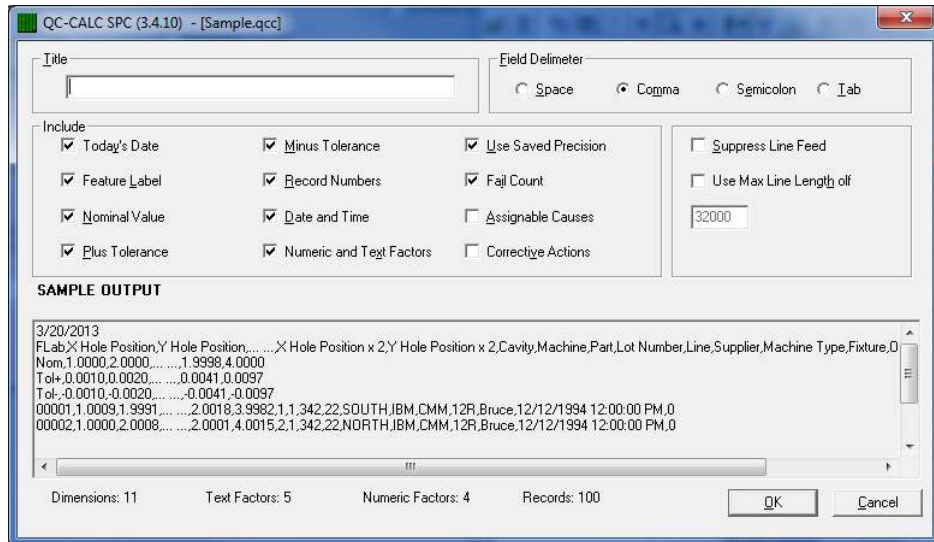 QC-CALC SPC (3.4.10) - [Sample.qcc]
Title
Field Delimeter
Space Comma Semicolon Tab
Include
Today's Date Minus Tolerance Use Saved Precision Suppress Line Feed
Feature Label Record Numbers Fail Count Use Max Line Length olf
Nominal Value Date and Time Assignable Causes 32000
Plus Tolerance Numeric and Text Factors Corrective Actions
SAMPLE OUTPUT
3/20/2013
FLab,X Hole Position,Y Hole Position,... ...,X Hole Position x 2,Y Hole Position x 2,Cavity,Machine,Part,Lot Number,Line,Supplier,Machine Type,Fixture,O
Nom,1.0000,2.0000,... ...,1.9998,4.0000
Tol+,0.0010,0.0020,... ...,0.0041,0.0097
Tol-,-0.0010,-0.0020,... ...,-0.0041,-0.0097
00001,1.0009,1.9991,... ...,2.0018,3.9982,1,1,342,22,SOUTH,IBM,CMM,12R,Bruce,12/12/1994 12:00:00 PM,0
00002,1.0000,2.0008,... ...,2.0001,4.0015,2,1,342,22,NORTH,IBM,CMM,12R,Bruce,12/12/1994 12:00:00 PM,0
Dimensions: 11 Text Factors: 5 Numeric Factors: 4 Records: 100
OK Cancel